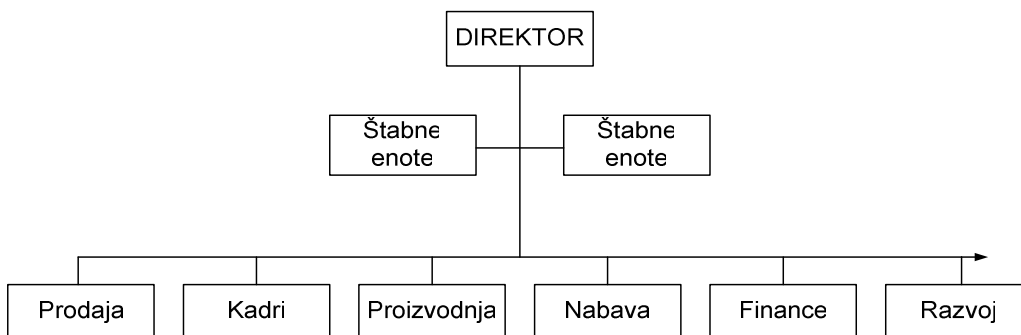 DIREKTOR
Štabne
enote
Štabne
enote
Prodaja
Kadri
Proizvodnja
Nabava
Finance
Razvoj